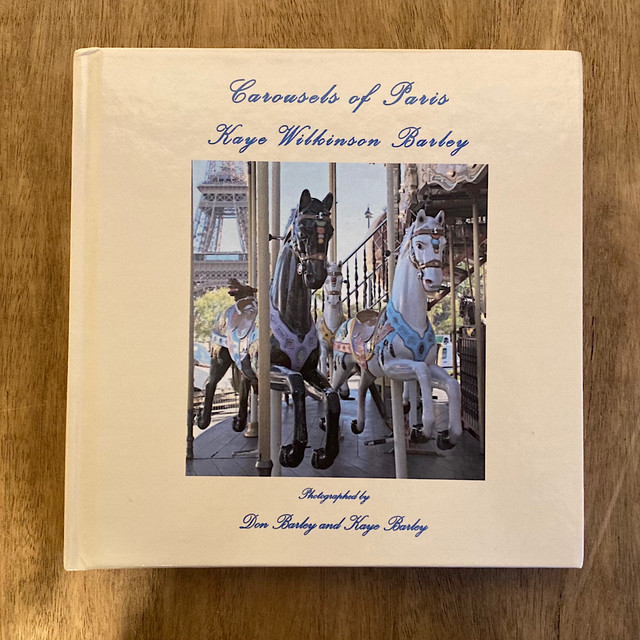 Carousels of Paris
Kaye Wilkinson Barley
Photographed by
Don Barley and Kaye Barley